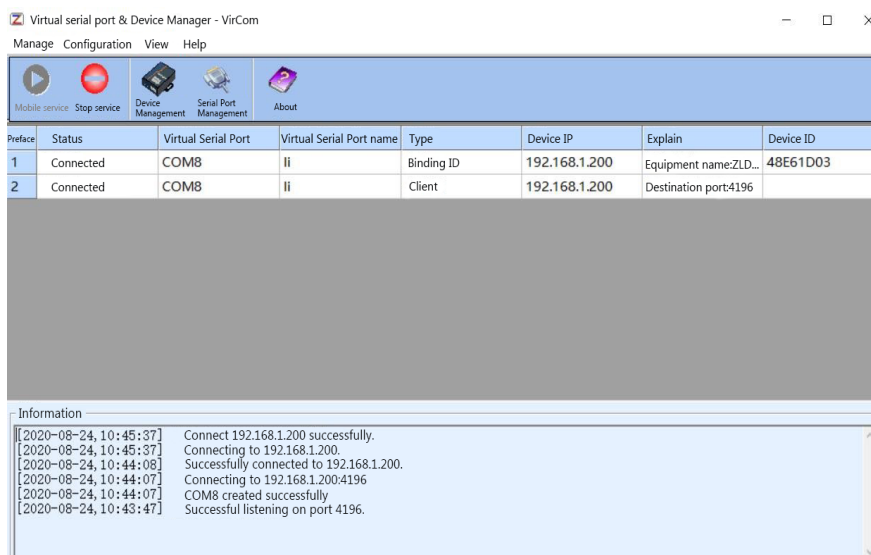 Virtual serial port & Device Manager - VirCom
Manage Configuration View Help
Mobile service Stop service Device Management Serial Port Management About
Preface Status Virtual Serial Port Virtual Serial Port name Type Device IP Explain Device ID
1 Connected COM8 li Binding ID 192.168.1.200 Equipment name:ZLD... 48E61D03
2 Connected COM8 li Client 192.168.1.200 Destination port:4196
Information
[2020-08-24, 10:45:37] Connect 192.168.1.200 successfully.
[2020-08-24, 10:45:37] Connecting to 192.168.1.200.
[2020-08-24, 10:44:08] Successfully connected to 192.168.1.200.
[2020-08-24, 10:44:07] Connecting to 192.168.1.200:4196
[2020-08-24, 10:44:07] COM8 created successfully
[2020-08-24, 10:43:47] Successful listening on port 4196.